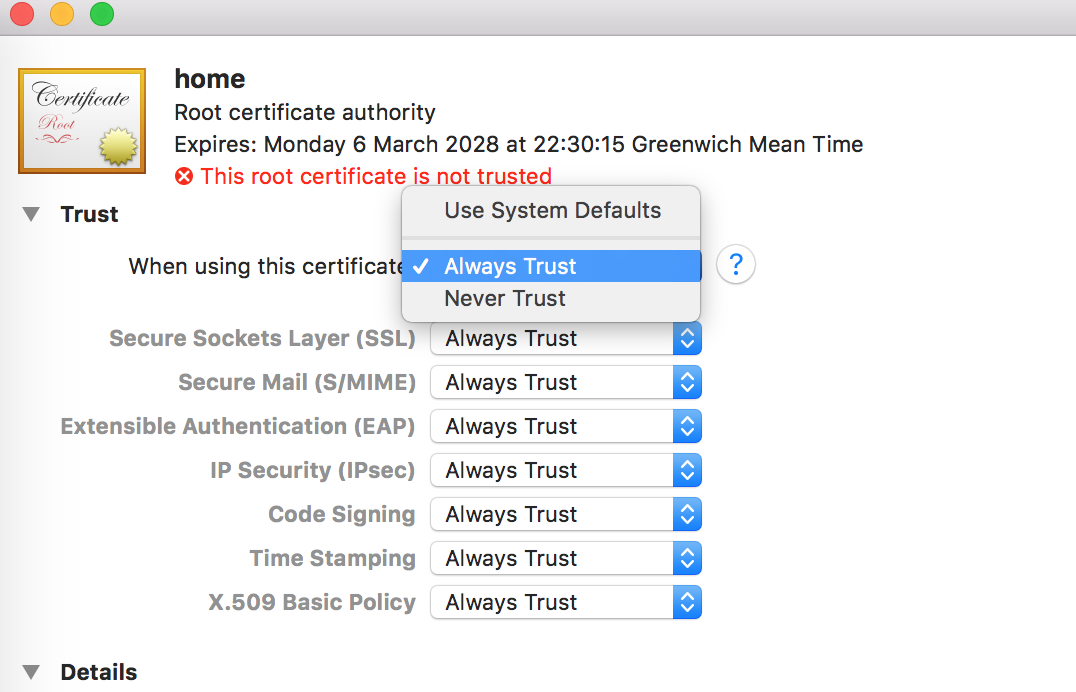 Certificate
Root
home
Root certificate authority
Expires: Monday 6 March 2028 at 22:30:15 Greenwich Mean Time
This root certificate is not trusted
Trust
Use System Defaults
When using this certificate
✓ Always Trust
?
Never Trust
Secure Sockets Layer (SSL) Always Trust
Secure Mail (S/MIME) Always Trust
Extensible Authentication (EAP) Always Trust
IP Security (IPsec) Always Trust
Code Signing Always Trust
Time Stamping Always Trust
X.509 Basic Policy Always Trust
Details